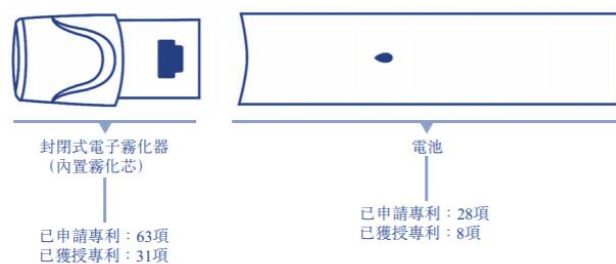 封閉式電子霧化器
（內置霧化芯）
已申請專利：63項
已獲授專利：31項
電池
已申請專利：28項
已獲授專利：8項